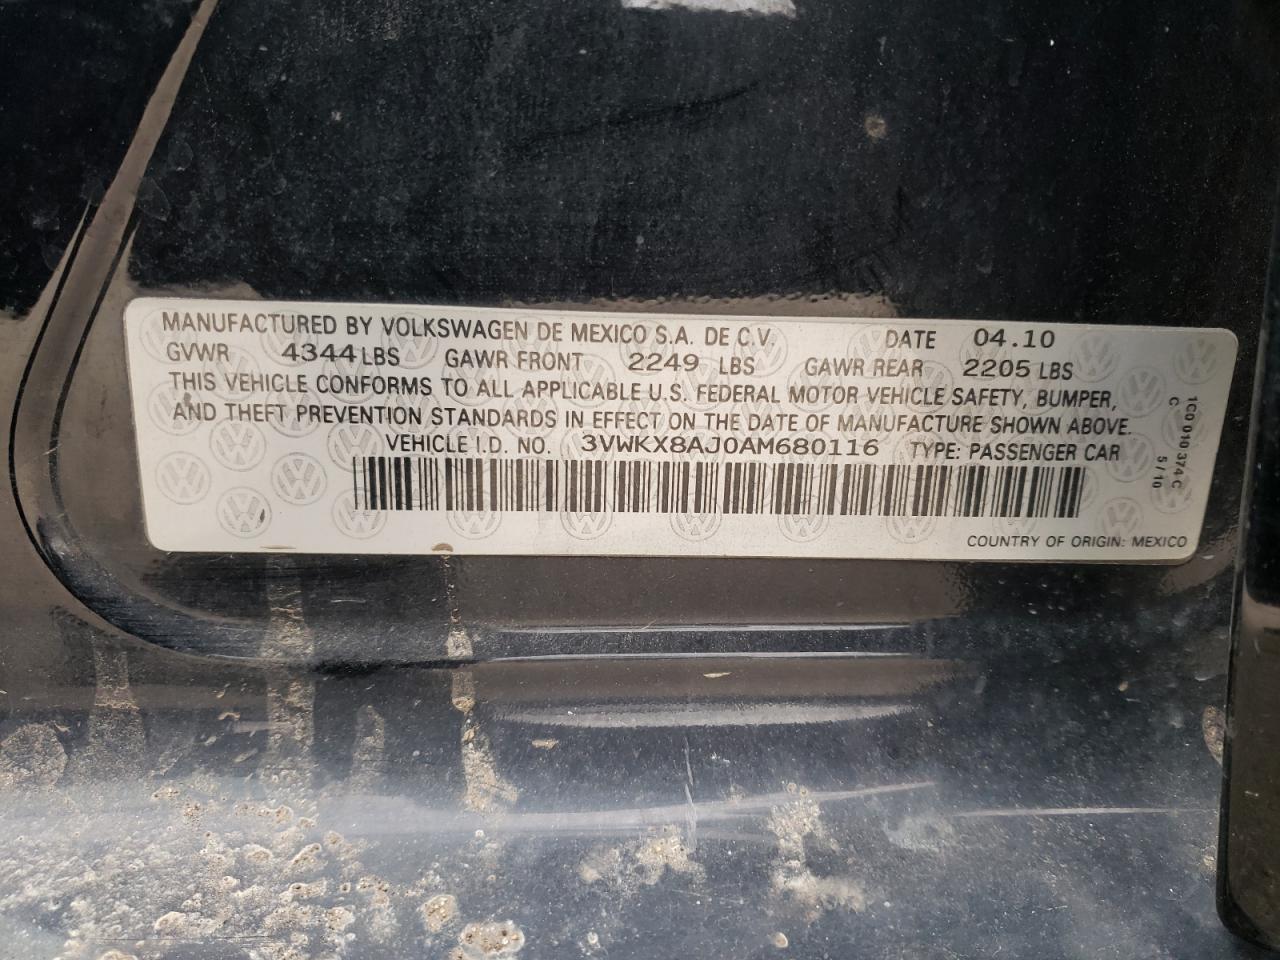 MANUFACTURED BY VOLKSWAGEN DE MEXICO S.A. DE C.V. DATE 04.10
GVWR 4344 LBS GAWR FRONT 2249 LBS GAWR REAR 2205 LBS
THIS VEHICLE CONFORMS TO ALL APPLICABLE U.S. FEDERAL MOTOR VEHICLE SAFETY, BUMPER,
AND THEFT PREVENTION STANDARDS IN EFFECT ON THE DATE OF MANUFACTURE SHOWN ABOVE.
VEHICLE I.D. NO. 3VWKX8AJ0AM680116 TYPE: PASSENGER CAR
COUNTRY OF ORIGIN: MEXICO
1C0 010 374 C
C 5/10